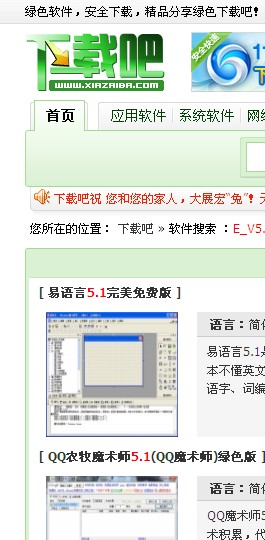 绿色软件，安全下载，精品分享绿色下载吧！
下载吧
WWW.XIAZAIBA.COM
安全快速
首页
应用软件
系统软件
下载吧祝 您和您的家人，大展宏“兔”！
您所在的位置： 下载吧 » 软件搜索 ：E_V5.
[ 易语言5.1完美免费版 ]
语言：简体
易语言5.1
本不懂英文
语字、词编
[ QQ农牧魔术师5.1(QQ魔术师)绿色版 ]
语言：简体
QQ魔术师5
术积累，代